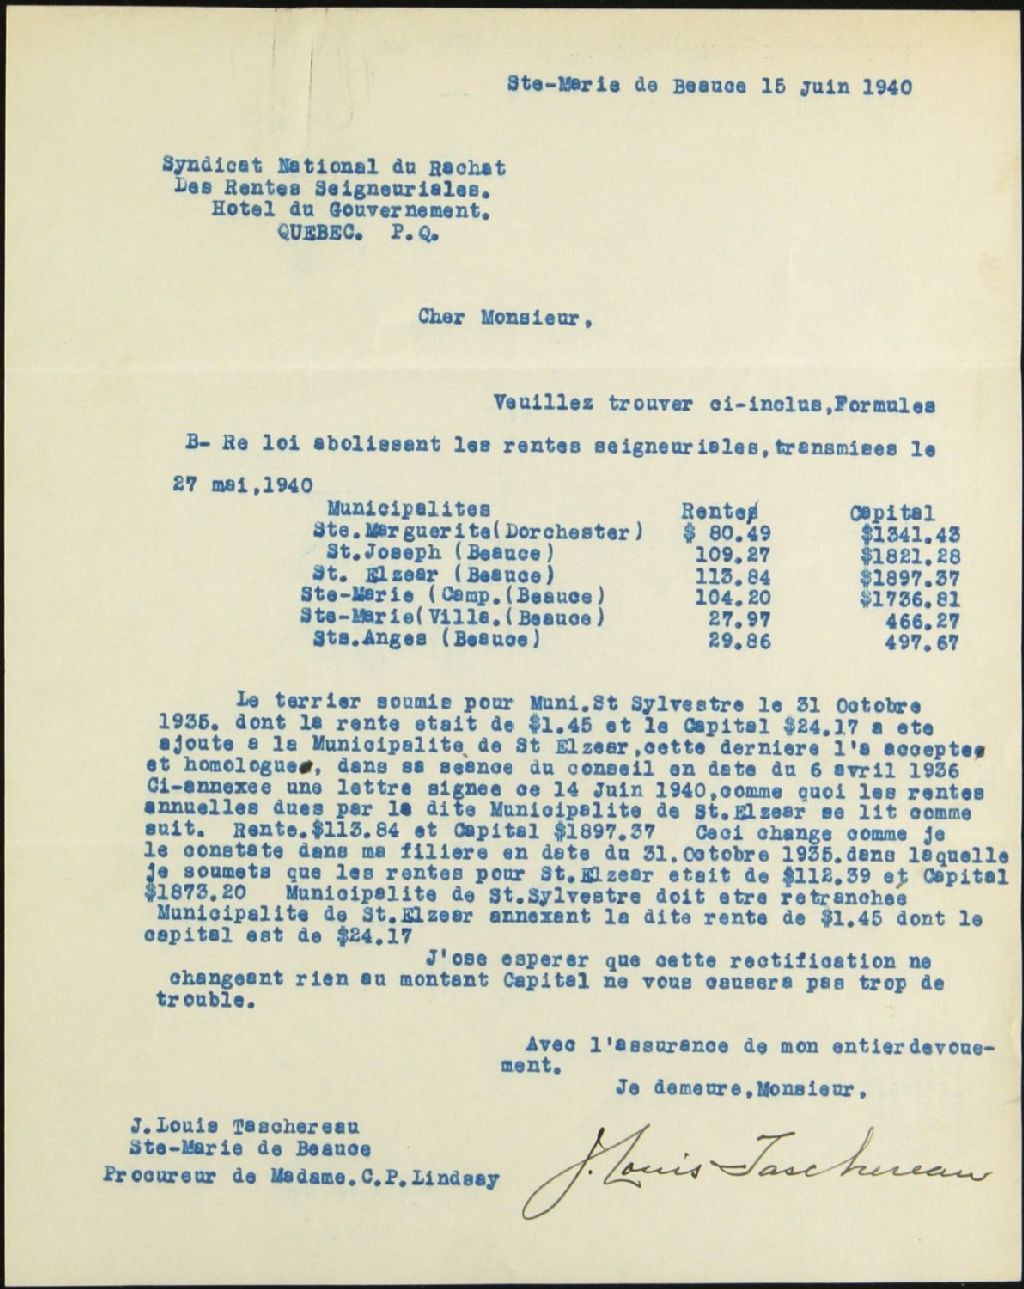 Ste-Marie de Beauce 15 juin 1940
Syndicat National du Rachat
Des Rentes Seigneuriales.
Hotel du Gouvernement.
QUEBEC. P.Q.
Cher Monsieur,
Veuillez trouver ci-inclus,Formules
B- Re loi abolissant les rentes seigneuriales,transmises le
27 mai,1940
Municipalites Rentes Capital
Ste.Marguerite(Dorchester) $ 80.49 $1341.43
St.Joseph (Beauce) 109.27 $1821.28
St. Elzear (Beauce) 113.84 $1897.37
Ste-Marie (Camp.(Beauce) 104.20 $1736.81
Ste-Marie(Villa.(Beauce) 27.97 466.27
Sts.Anges (Beauce) 29.86 497.67
Le terrier soumis pour Muni.St Sylvestre le 31 Octobre
1935. dont la rente etait de $1.45 et le Capital $24.17 a ete
ajoute a la Municipalite de St Elzear,cette derniere l'a acceptee
et homologuee, dans sa seance du conseil en date du 6 avril 1936
Ci-annexee une lettre signee ce 14 Juin 1940,comme quoi les rentes
annuelles dues par la dite Municipalite de St.Elzear se lit comme
suit. Rente.$113.84 et Capital $1897.37 Ceci change comme je
le constate dans ma filiere en date du 31.Octobre 1935.dans laquelle
je soumets que les rentes pour St.Elzear etait de $112.39 et Capital
$1873.20 Municipalite de St.Sylvestre doit etre retranchee
Municipalite de St.Elzear annexant la dite rente de $1.45 dont le
capital est de $24.17
J'ose esperer que cette rectification ne
changeant rien au montant Capital ne vous causera pas trop de
trouble.
Avec l'assurance de mon entier devoue-
ment.
Je demeure,Monsieur,
J.Louis Taschereau
Ste-Marie de Beauce
Procureur de Madame.C.P.Lindsay
J. Louis Taschereau